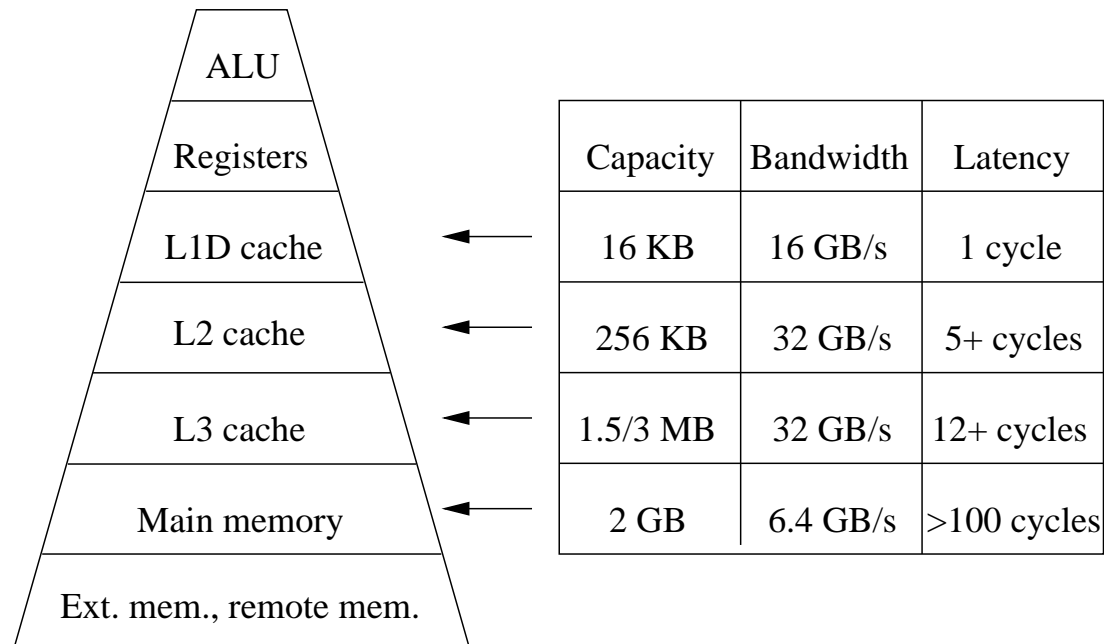 ALU
Registers
L1D cache
L2 cache
L3 cache
Main memory
Ext. mem., remote mem.
Capacity Bandwidth Latency
16 KB 16 GB/s 1 cycle
256 KB 32 GB/s 5+ cycles
1.5/3 MB 32 GB/s 12+ cycles
2 GB 6.4 GB/s >100 cycles